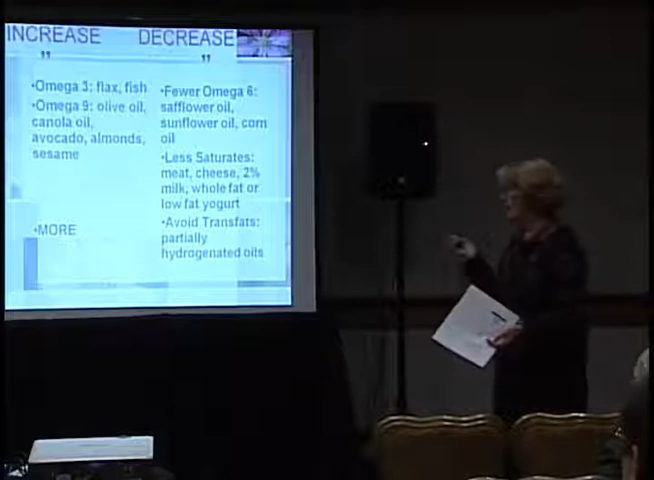 INCREASE
"
•Omega 3: flax, fish
•Omega 9: olive oil,
canola oil,
avocado, almonds,
sesame
•MORE
DECREASE
"
•Fewer Omega 6:
safflower oil,
sunflower oil, corn
oil
•Less Saturates:
meat, cheese, 2%
milk, whole fat or
low fat yogurt
•Avoid Transfats:
partially
hydrogenated oils